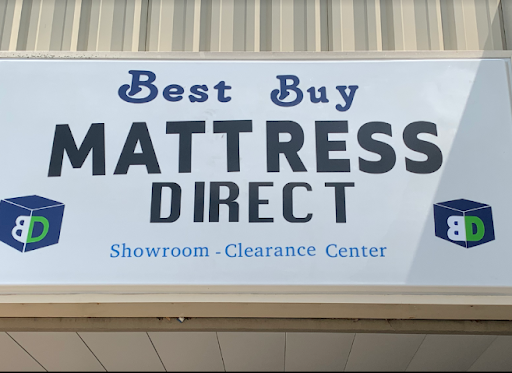 Best Buy
MATTRESS
DIRECT
BD
BD
Showroom - Clearance Center